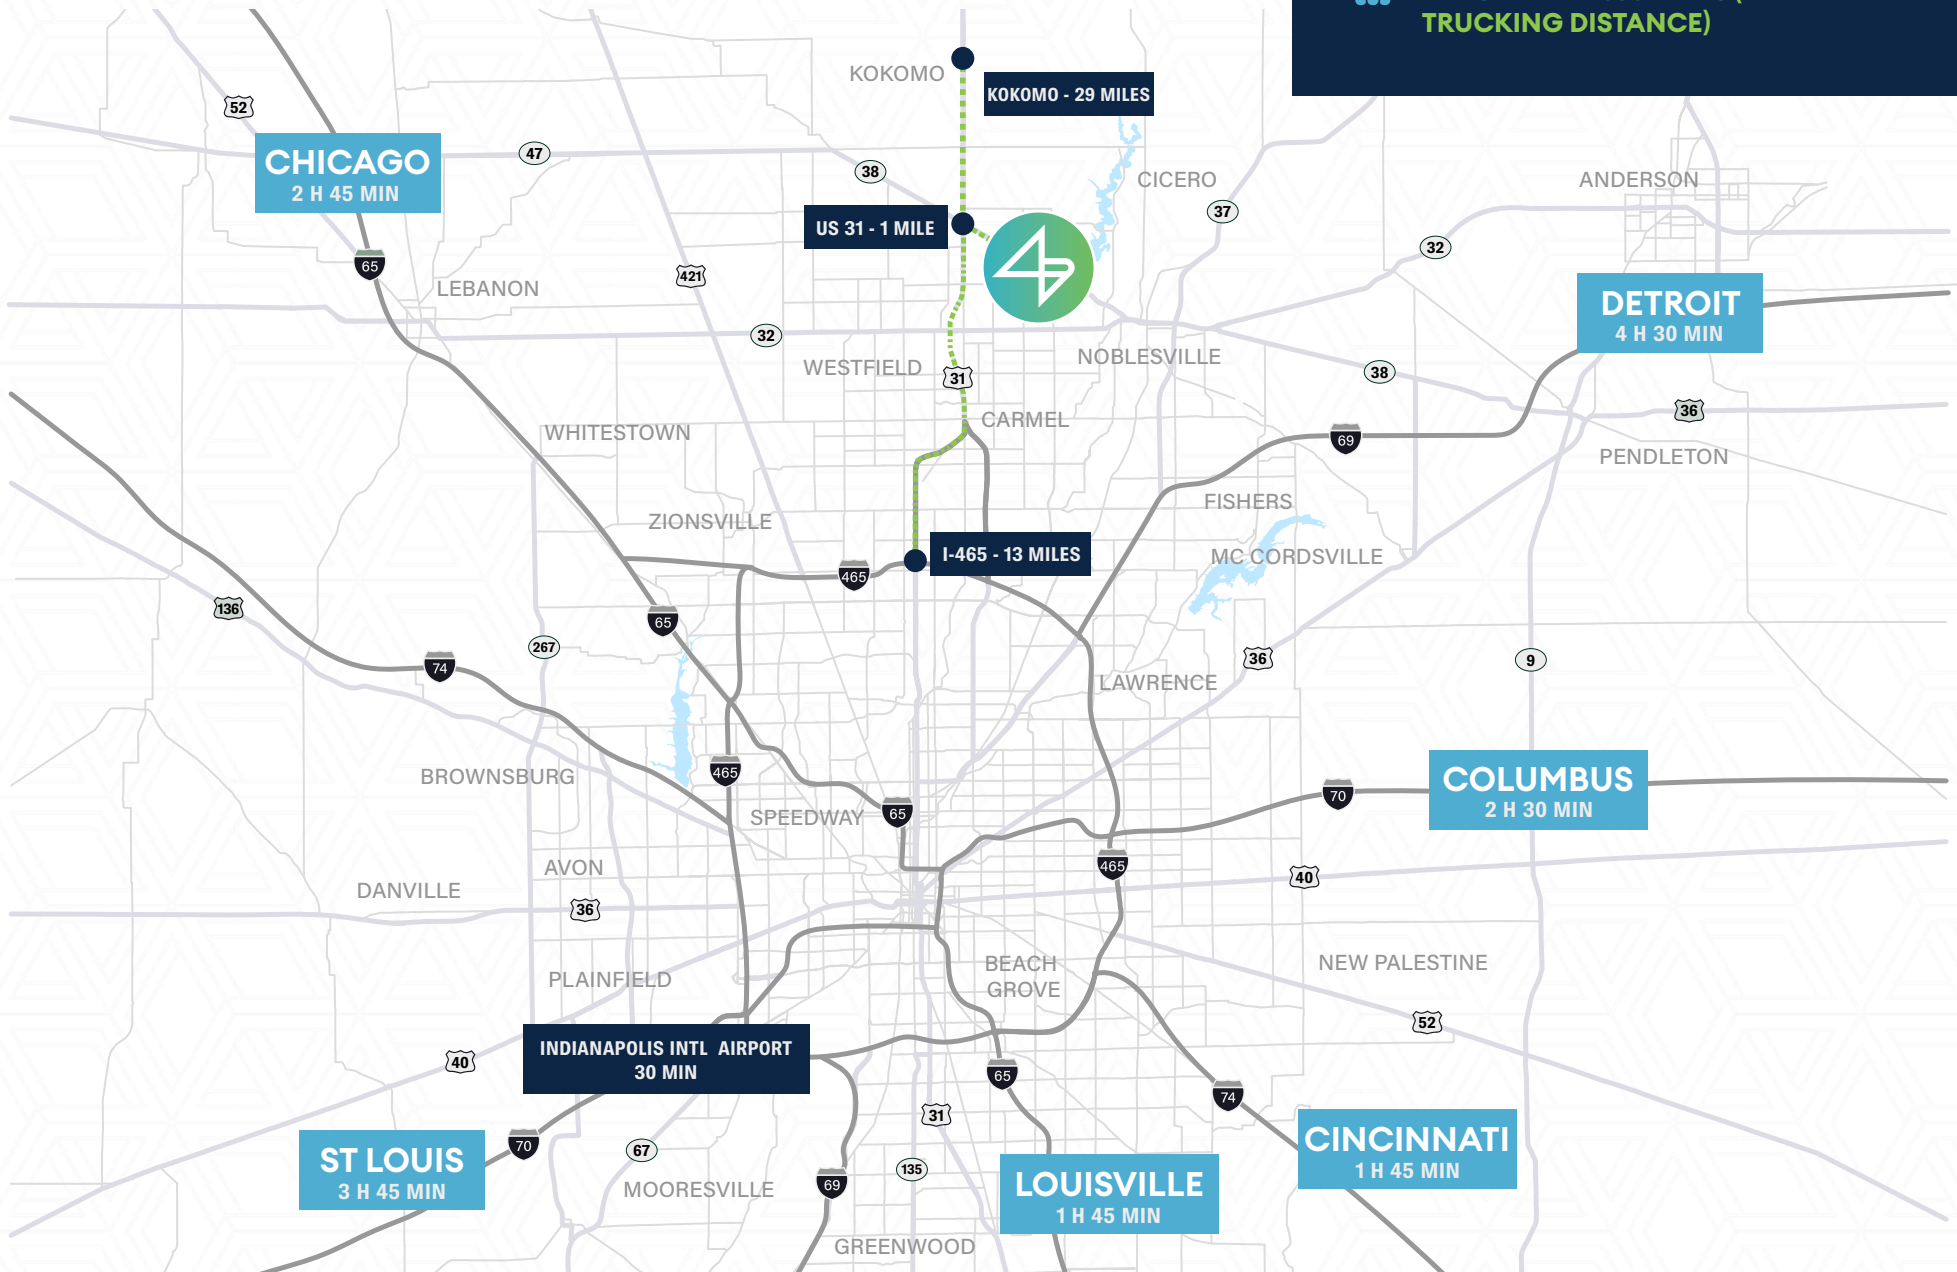 TRUCKING DISTANCE)
KOKOMO
KOKOMO - 29 MILES
52
CHICAGO
2 H 45 MIN
47
38
CICERO
ANDERSON
37
US 31 - 1 MILE
32
65
LEBANON
421
DETROIT
4 H 30 MIN
32
WESTFIELD
NOBLESVILLE
31
38
CARMEL
36
WHITESTOWN
69
PENDLETON
FISHERS
ZIONSVILLE
I-465 - 13 MILES
MC CORDSVILLE
465
136
65
267
74
36
9
LAWRENCE
BROWNSBURG
465
COLUMBUS
2 H 30 MIN
70
SPEEDWAY
65
AVON
465
40
DANVILLE
36
BEACH
GROVE
NEW PALESTINE
PLAINFIELD
52
INDIANAPOLIS INTL AIRPORT
30 MIN
40
65
74
31
70
ST LOUIS
3 H 45 MIN
67
CINCINNATI
1 H 45 MIN
135
69
MOORESVILLE
LOUISVILLE
1 H 45 MIN
GREENWOOD